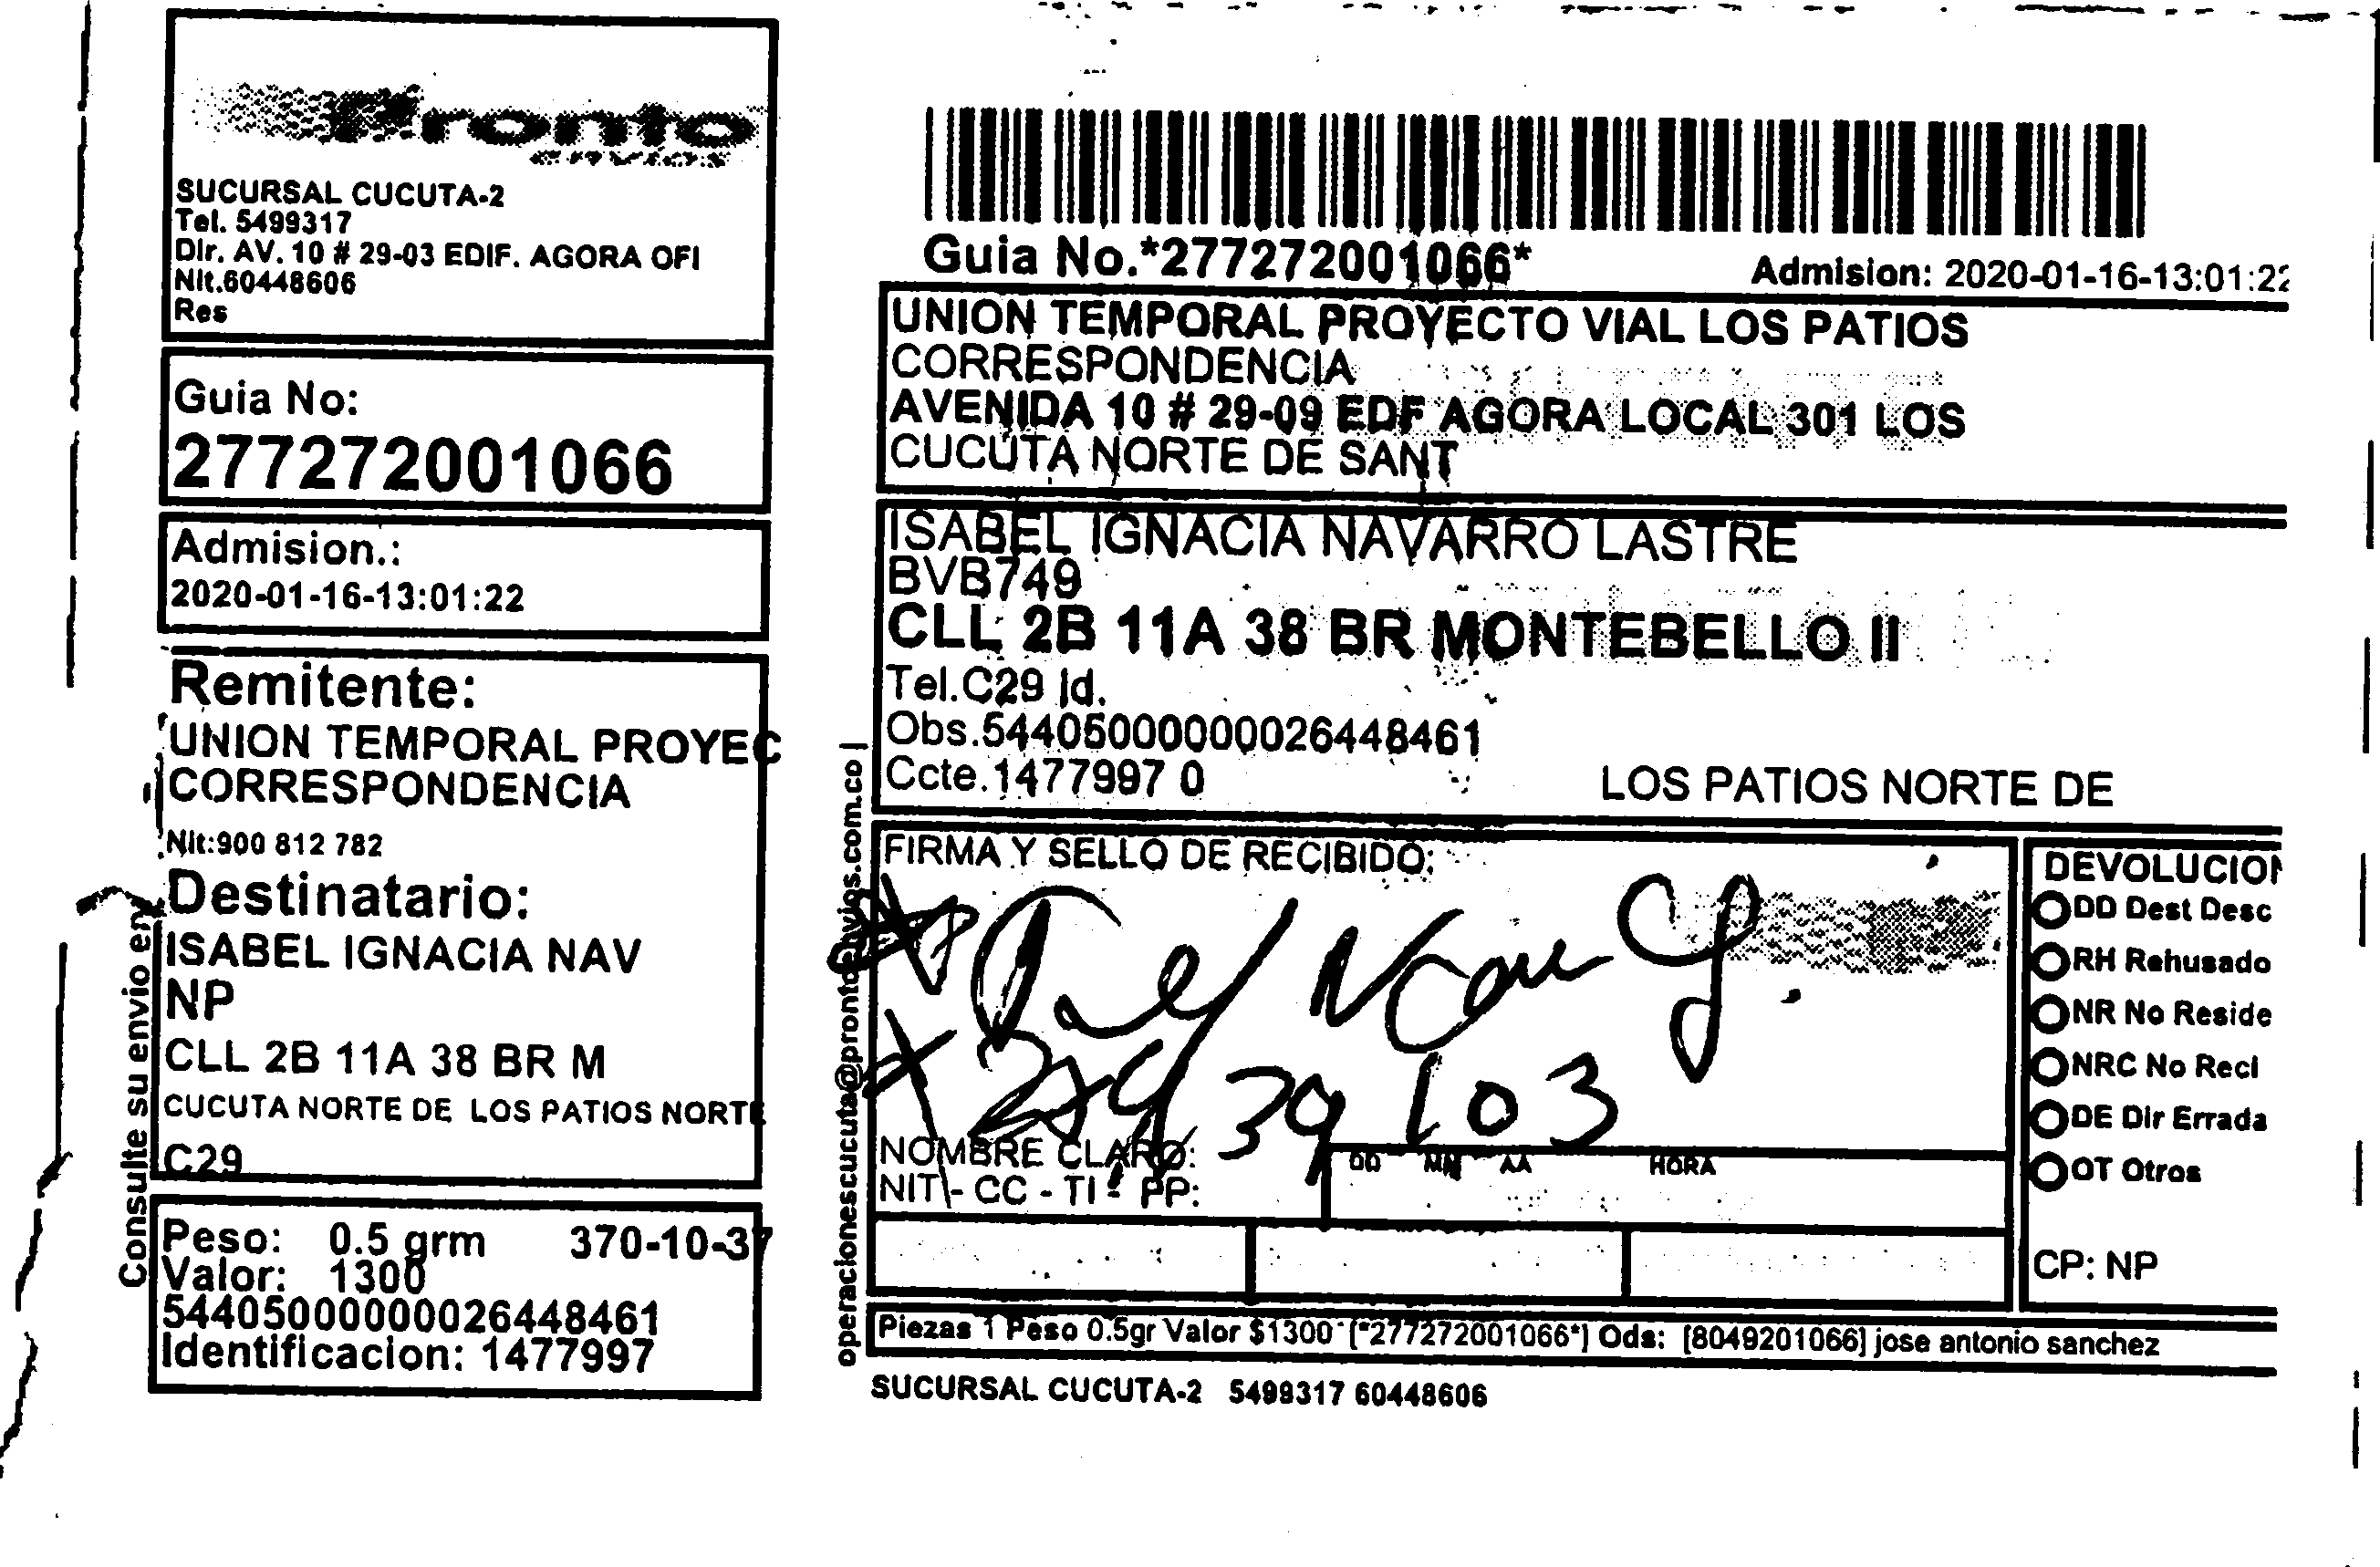 Pronto
envios
SUCURSAL CUCUTA-2
Tel. 5499317
Dir. AV. 10 # 29-03 EDIF. AGORA OFI
Nit.60448606
Res
Guia No:
277272001066
Admision.:
2020-01-16-13:01:22
Remitente:
UNION TEMPORAL PROYEC
CORRESPONDENCIA
Nit:900 812 782
Destinatario:
ISABEL IGNACIA NAV
NP
CLL 2B 11A 38 BR M
CUCUTA NORTE DE LOS PATIOS NORTE
C29
Peso: 0.5 grm 370-10-37
Valor: 1300
544050000000026448461
Identificacion: 1477997
Consulte su envio en
operacionescucuta@prontoenvios.com.co |
Guia No.*277272001066*
Admision: 2020-01-16-13:01:22
UNION TEMPORAL PROYECTO VIAL LOS PATIOS
CORRESPONDENCIA
AVENIDA 10 # 29-09 EDF AGORA LOCAL 301 LOS
CUCUTA NORTE DE SANT
ISABEL IGNACIA NAVARRO LASTRE
BVB749
CLL 2B 11A 38 BR MONTEBELLO II
Tel.C29 Id.
Obs.544050000000026448461
Ccte.1477997 0
LOS PATIOS NORTE DE
FIRMA Y SELLO DE RECIBIDO:
39103
NOMBRE CLARO:
NIT - CC - TI - PP:
DD MM AA HORA
DEVOLUCION
DD Dest Desc
RH Rehusado
NR No Reside
NRC No Recl
DE Dir Errada
OT Otros
CP: NP
Piezas 1 Peso 0.5gr Valor $1300 [*277272001066*] Ods: [8049201066] jose antonio sanchez
SUCURSAL CUCUTA-2 5499317 60448606